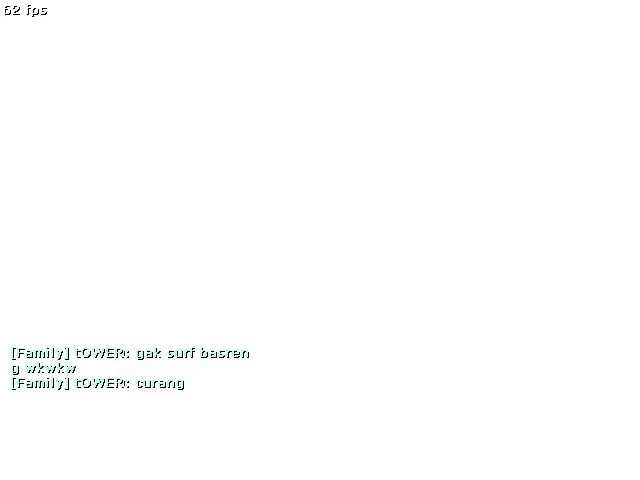 62 fps
[Family] tOWER: gak surf basren
g wkwkw
[Family] tOWER: curang